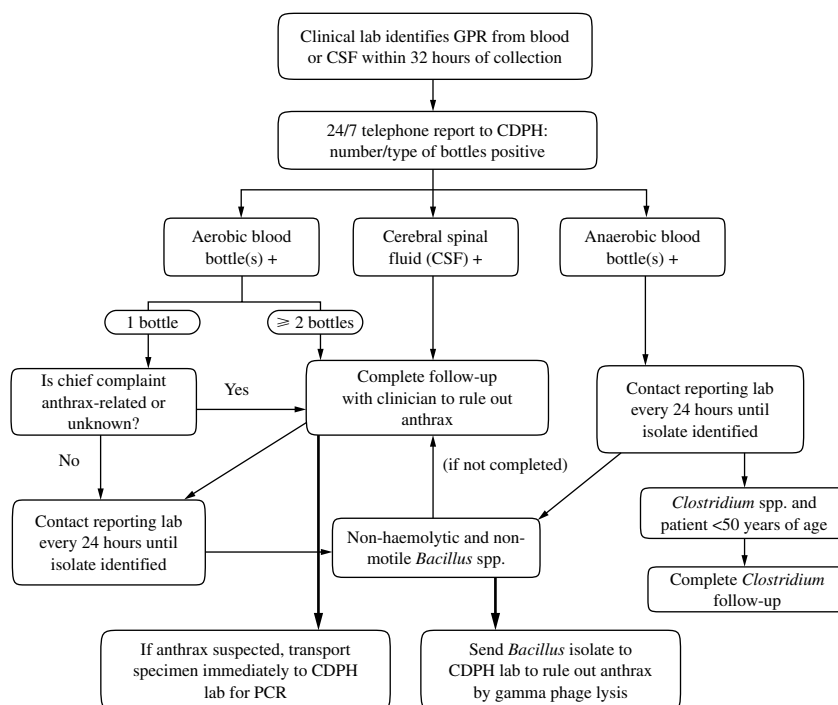 Clinical lab identifies GPR from blood
or CSF within 32 hours of collection
24/7 telephone report to CDPH:
number/type of bottles positive
Aerobic blood
bottle(s) +
Cerebral spinal
fluid (CSF) +
Anaerobic blood
bottle(s) +
1 bottle
⩾ 2 bottles
Is chief complaint
anthrax-related or
unknown?
Yes
No
Complete follow-up
with clinician to rule out
anthrax
Contact reporting lab
every 24 hours until
isolate identified
(if not completed)
Contact reporting lab
every 24 hours until
isolate identified
Non-haemolytic and non-
motile Bacillus spp.
Clostridium spp. and
patient <50 years of age
Complete Clostridium
follow-up
If anthrax suspected, transport
specimen immediately to CDPH
lab for PCR
Send Bacillus isolate to
CDPH lab to rule out anthrax
by gamma phage lysis